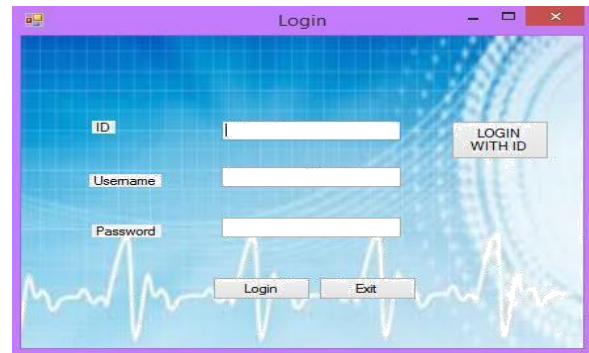 Login
ID
LOGIN
WITH ID
Username
Password
Login Exit